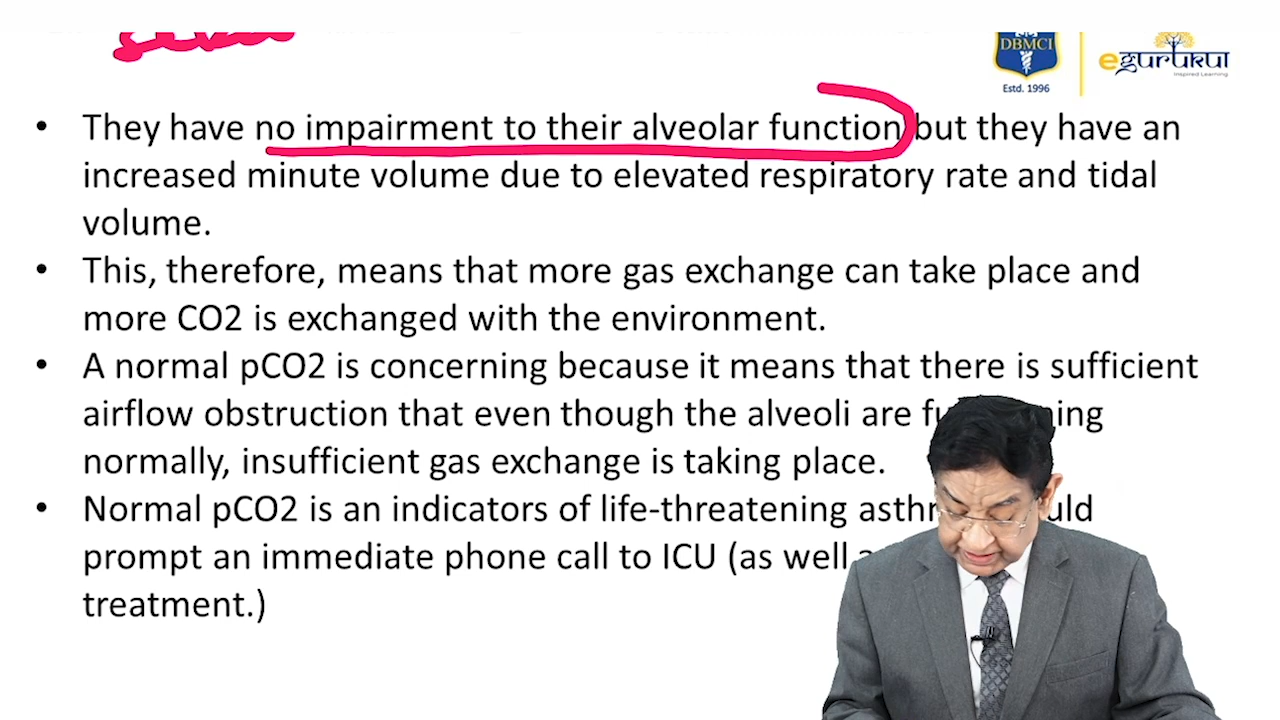 DBMCI
Estd. 1996
egurukul
Inspired Learning
• They have no impairment to their alveolar function but they have an
increased minute volume due to elevated respiratory rate and tidal
volume.
• This, therefore, means that more gas exchange can take place and
more CO2 is exchanged with the environment.
• A normal pCO2 is concerning because it means that there is sufficient
airflow obstruction that even though the alveoli are
normally, insufficient gas exchange is taking place.
• Normal pCO2 is an indicators of life-threatening
prompt an immediate phone call to ICU (as well
treatment.)